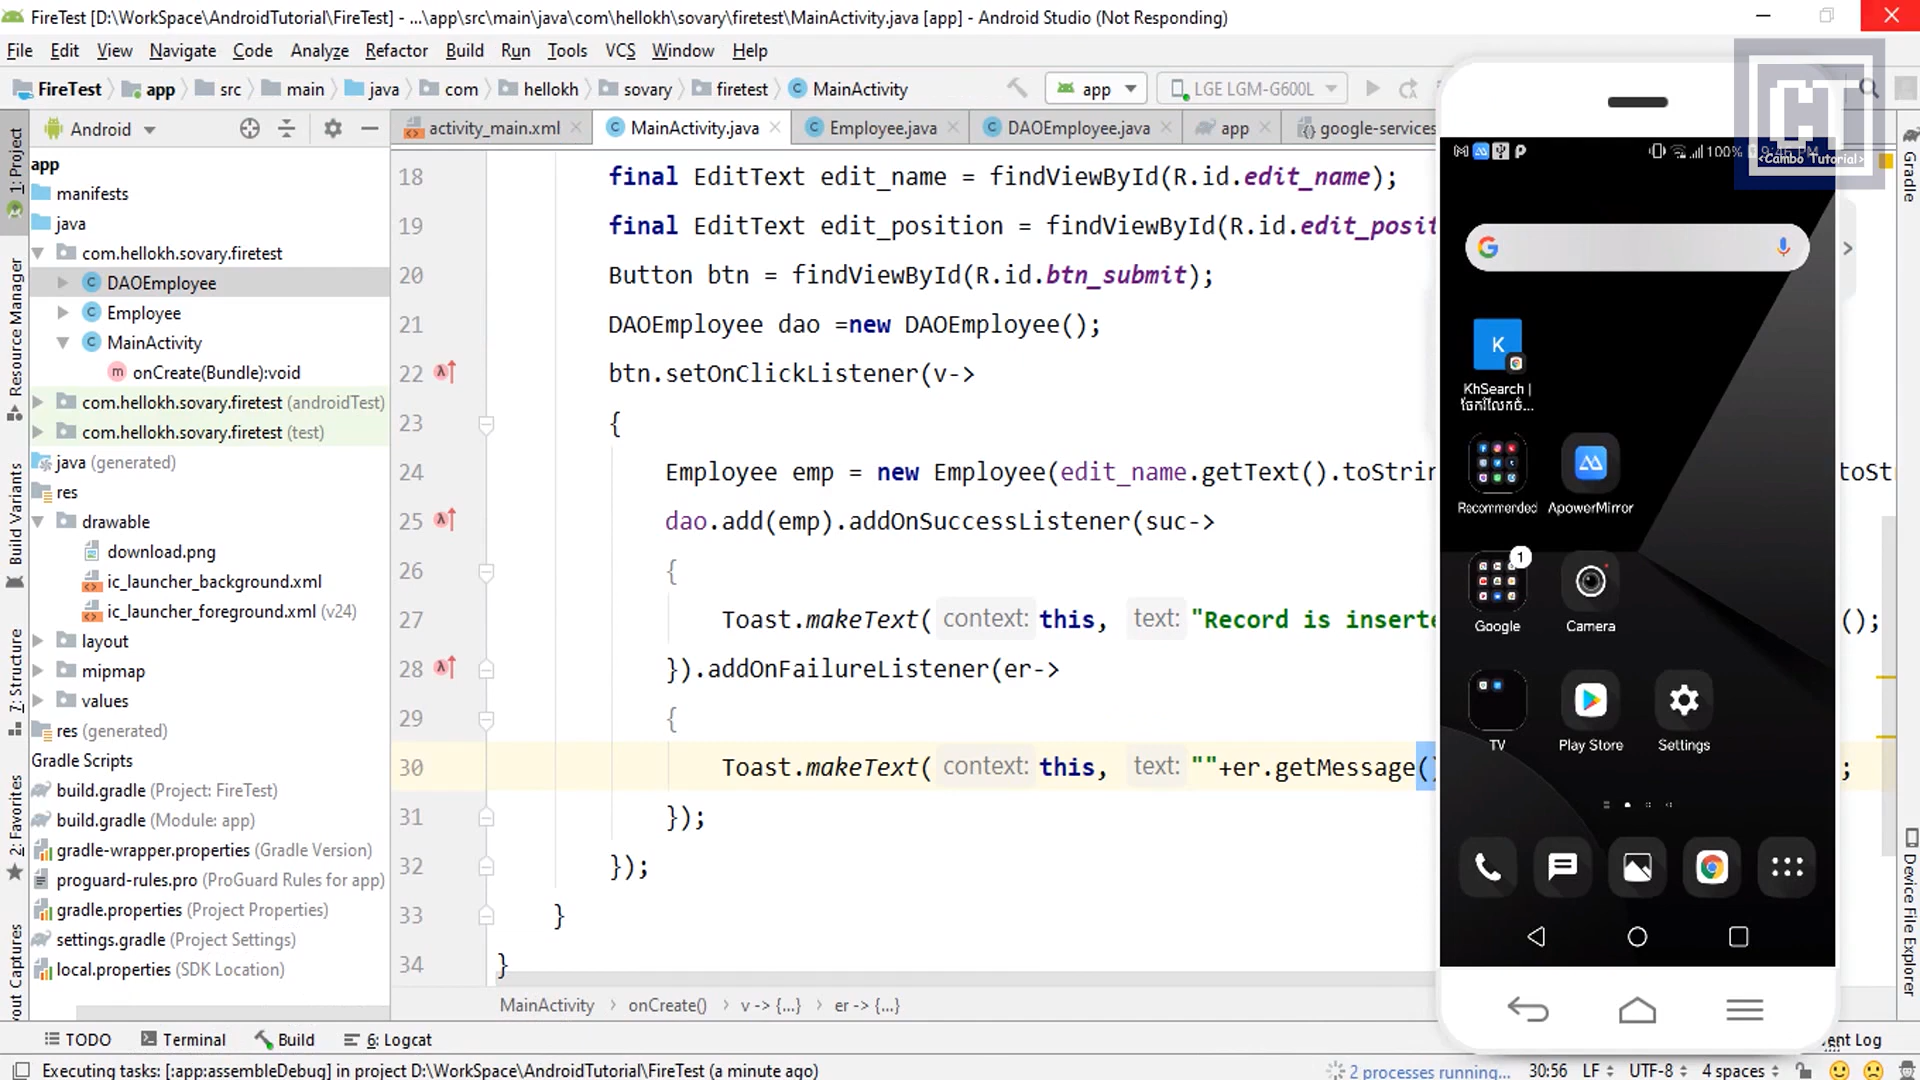 FireTest [D:\WorkSpace\AndroidTutorial\FireTest] - ...\app\src\main\java\com\hellokh\sovary\firetest\MainActivity.java [app] - Android Studio (Not Responding)
File Edit View Navigate Code Analyze Refactor Build Run Tools VCS Window Help
FireTest app src main java com hellokh sovary firetest MainActivity app LGE LGM-G600L
Android activity_main.xml MainActivity.java Employee.java DAOEmployee.java app google-services
<Cambo Tutorial>
100%
1: Project
Resource Manager
Build Variants
7: Structure
2: Favorites
out Captures
Gradle
Device File Explorer
app
manifests
java
com.hellokh.sovary.firetest
DAOEmployee
Employee
MainActivity
onCreate(Bundle):void
com.hellokh.sovary.firetest (androidTest)
com.hellokh.sovary.firetest (test)
java (generated)
res
drawable
download.png
ic_launcher_background.xml
ic_launcher_foreground.xml (v24)
layout
mipmap
values
res (generated)
Gradle Scripts
build.gradle (Project: FireTest)
build.gradle (Module: app)
gradle-wrapper.properties (Gradle Version)
proguard-rules.pro (ProGuard Rules for app)
gradle.properties (Project Properties)
settings.gradle (Project Settings)
local.properties (SDK Location)
18 final EditText edit_name = findViewById(R.id.edit_name);
19 final EditText edit_position = findViewById(R.id.edit_posit
20 Button btn = findViewById(R.id.btn_submit);
21 DAOEmployee dao =new DAOEmployee();
22 btn.setOnClickListener(v->
23 {
24 Employee emp = new Employee(edit_name.getText().toStrin toStr
25 dao.add(emp).addOnSuccessListener(suc->
26 {
27 Toast.makeText( context: this, text: "Record is inserte ();
28 }).addOnFailureListener(er->
29 {
30 Toast.makeText( context: this, text: ""+er.getMessage() ;
31 });
32 });
33 }
34 }
KhSearch |
Recommended ApowerMirror
1
Google Camera
TV Play Store Settings
MainActivity onCreate() v -> {...} er -> {...}
TODO Terminal Build 6: Logcat ent Log
Executing tasks: [:app:assembleDebug] in project D:\WorkSpace\AndroidTutorial\FireTest (a minute ago) 2 processes running... 30:56 LF UTF-8 4 spaces